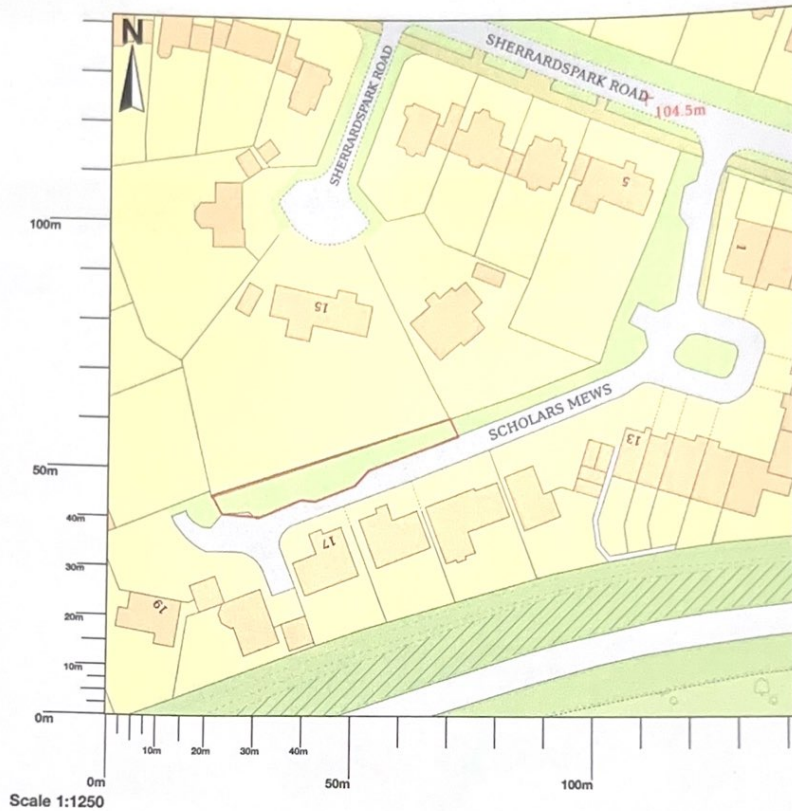 N
SHERRARDSPARK ROAD
SHERRARDSPARK ROAD
104.5m
5
1
100m
15
SCHOLARS MEWS
13
50m
40m
17
30m
19
20m
10m
0m
10m
20m
30m
40m
0m
50m
100m
Scale 1:1250